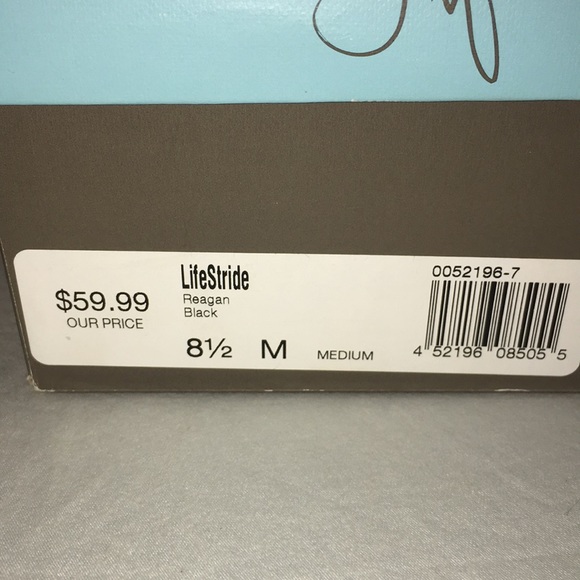 $59.99
OUR PRICE
LifeStride
Reagan
Black
8½ M MEDIUM
0052196-7
4 52196 08505 5